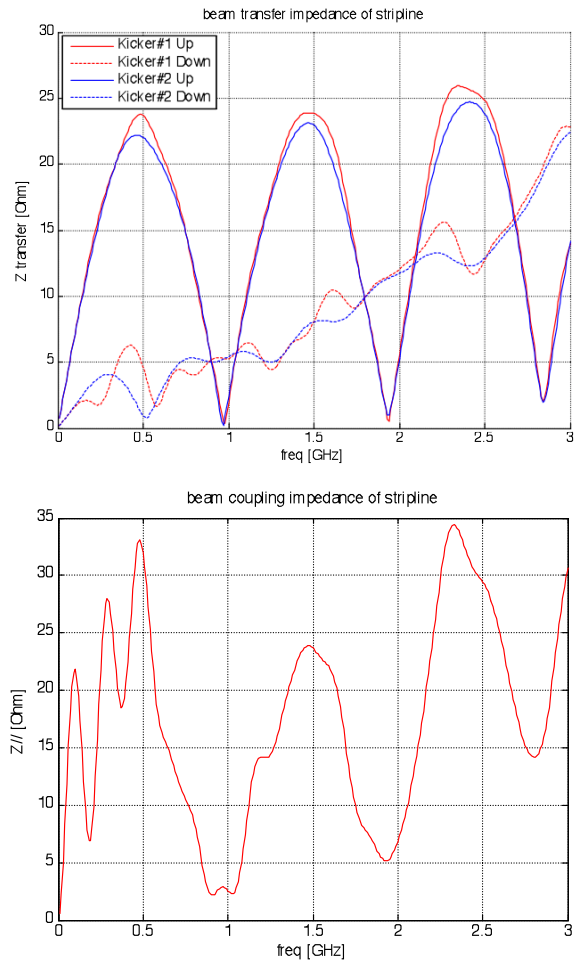 beam transfer impedance of stripline
30
25
20
15
10
5
0
Z transfer [Ohm]
Kicker#1 Up
Kicker#1 Down
Kicker#2 Up
Kicker#2 Down
0 0.5 1 1.5 2 2.5 3
freq [GHz]
beam coupling impedance of stripline
35
30
25
20
15
10
5
0
Z// [Ohm]
0 0.5 1 1.5 2 2.5 3
freq [GHz]